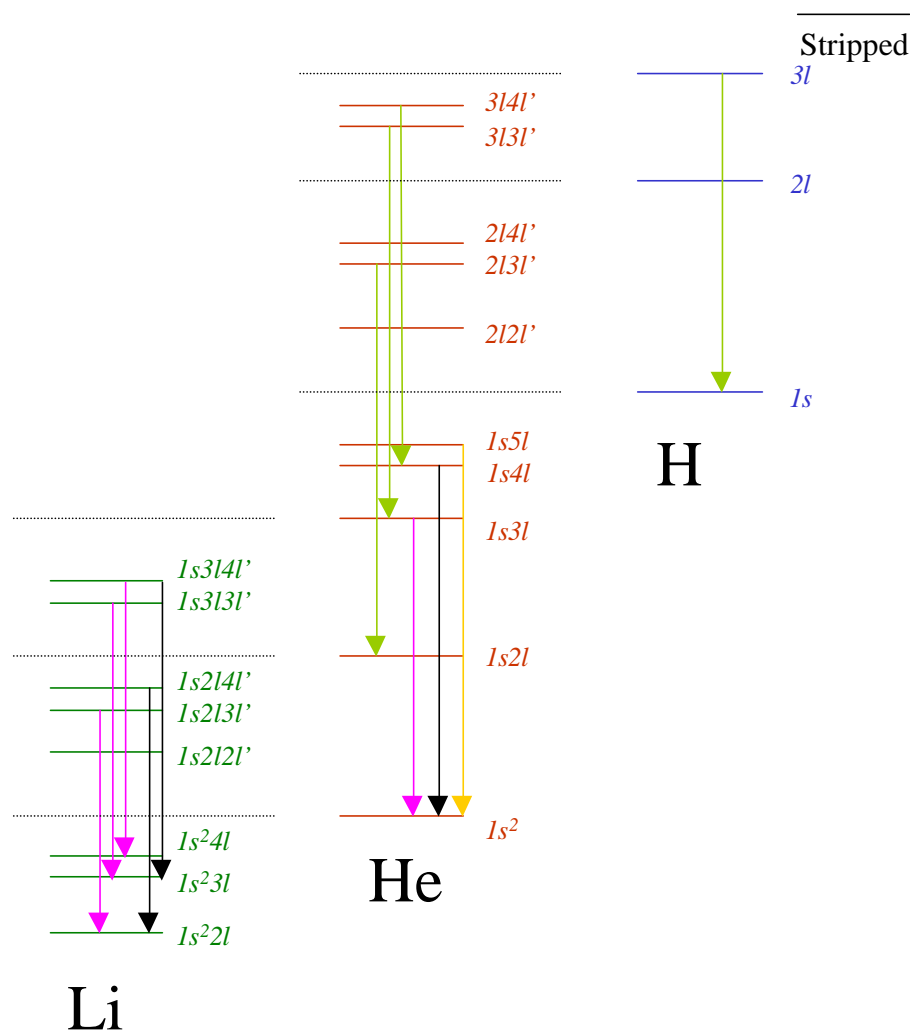 Stripped
3l
3l4l’
3l3l’
2l
2l4l’
2l3l’
2l2l’
1s
1s5l
1s4l
H
1s3l
1s3l4l’
1s3l3l’
1s2l
1s2l4l’
1s2l3l’
1s2l2l’
1s²
1s²4l
He
1s²3l
1s²2l
Li